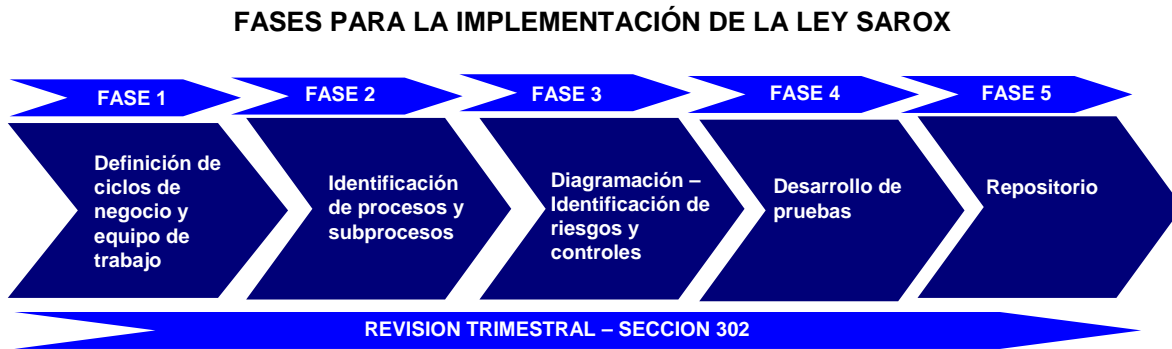 FASES PARA LA IMPLEMENTACIÓN DE LA LEY SAROX
FASE 1
FASE 2
FASE 3
FASE 4
FASE 5
Definición de
ciclos de
negocio y
equipo de
trabajo
Identificación
de procesos y
subprocesos
Diagramación –
Identificación de
riesgos y
controles
Desarrollo de
pruebas
Repositorio
REVISION TRIMESTRAL – SECCION 302